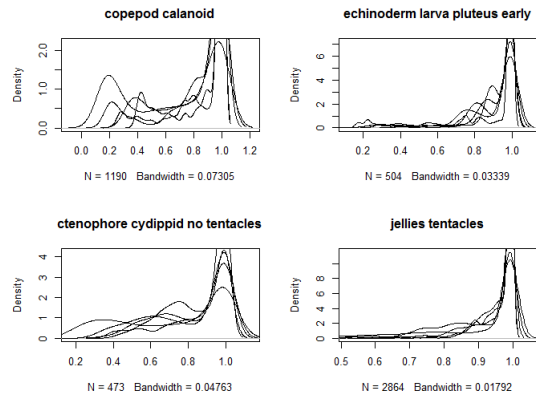 copepod calanoid
Density
0.0 1.0 2.0
0.0 0.2 0.4 0.6 0.8 1.0 1.2
N = 1190 Bandwidth = 0.07305
echinoderm larva pluteus early
Density
0 2 4 6
0.2 0.4 0.6 0.8 1.0
N = 504 Bandwidth = 0.03339
ctenophore cydippid no tentacles
Density
0 1 2 3 4
0.2 0.4 0.6 0.8 1.0
N = 473 Bandwidth = 0.04763
jellies tentacles
Density
0 2 4 6 8
0.5 0.6 0.7 0.8 0.9 1.0
N = 2864 Bandwidth = 0.01792